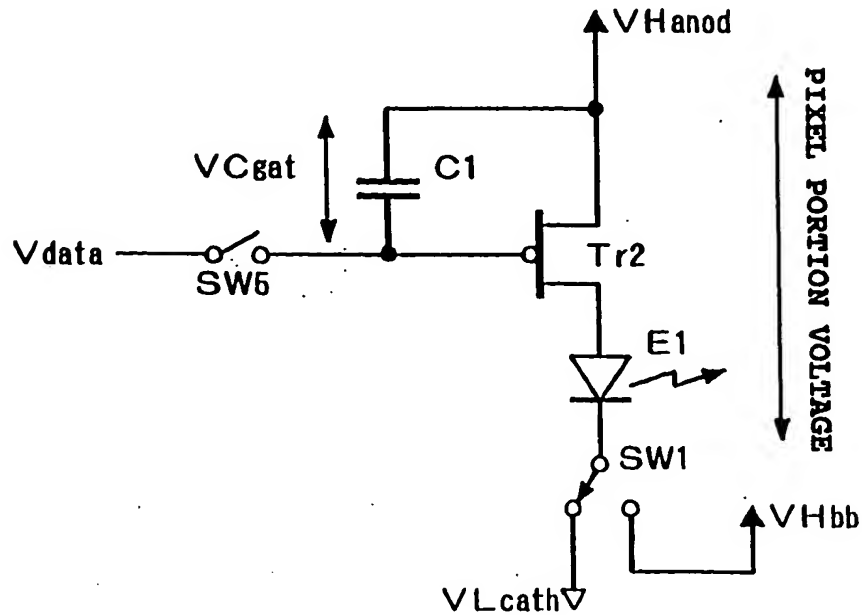 VHanod
PIXEL PORTION VOLTAGE
VCgat
C1
Vdata
SW5
Tr2
E1
SW1
VHbb
VLcath